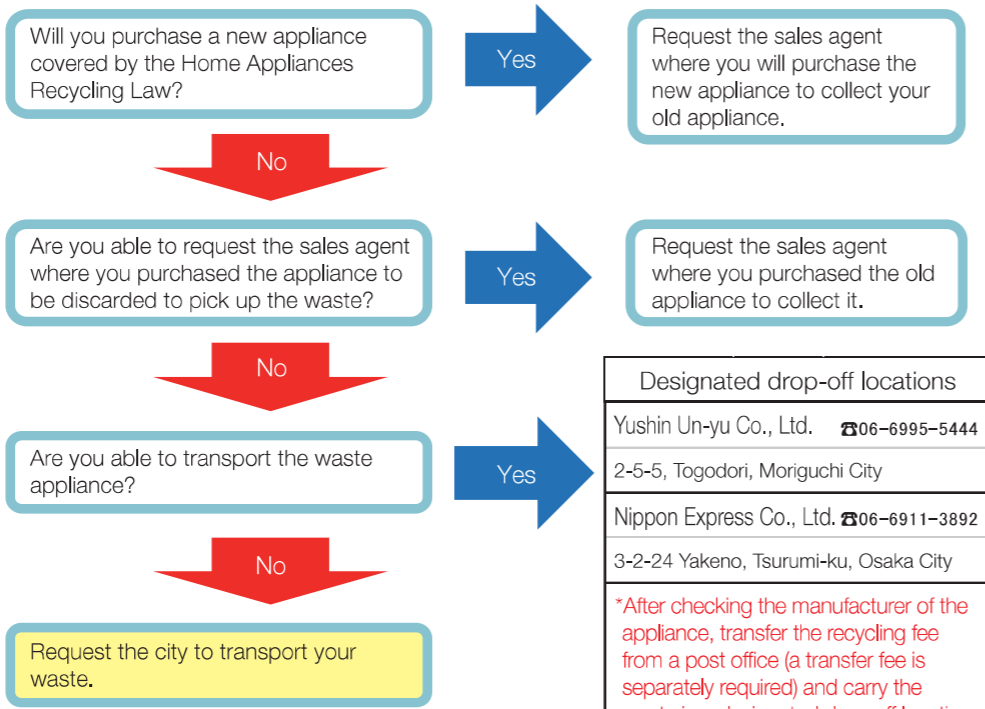 Will you purchase a new appliance
covered by the Home Appliances
Recycling Law?
Yes
Request the sales agent
where you will purchase the
new appliance to collect your
old appliance.
No
Are you able to request the sales agent
where you purchased the appliance to
be discarded to pick up the waste?
Yes
Request the sales agent
where you purchased the old
appliance to collect it.
No
Are you able to transport the waste
appliance?
Yes
Designated drop-off locations
Yushin Un-yu Co., Ltd. ☎06-6995-5444
2-5-5, Togodori, Moriguchi City
Nippon Express Co., Ltd. ☎06-6911-3892
3-2-24 Yakeno, Tsurumi-ku, Osaka City
*After checking the manufacturer of the
appliance, transfer the recycling fee
from a post office (a transfer fee is
separately required) and carry the
No
Request the city to transport your
waste.